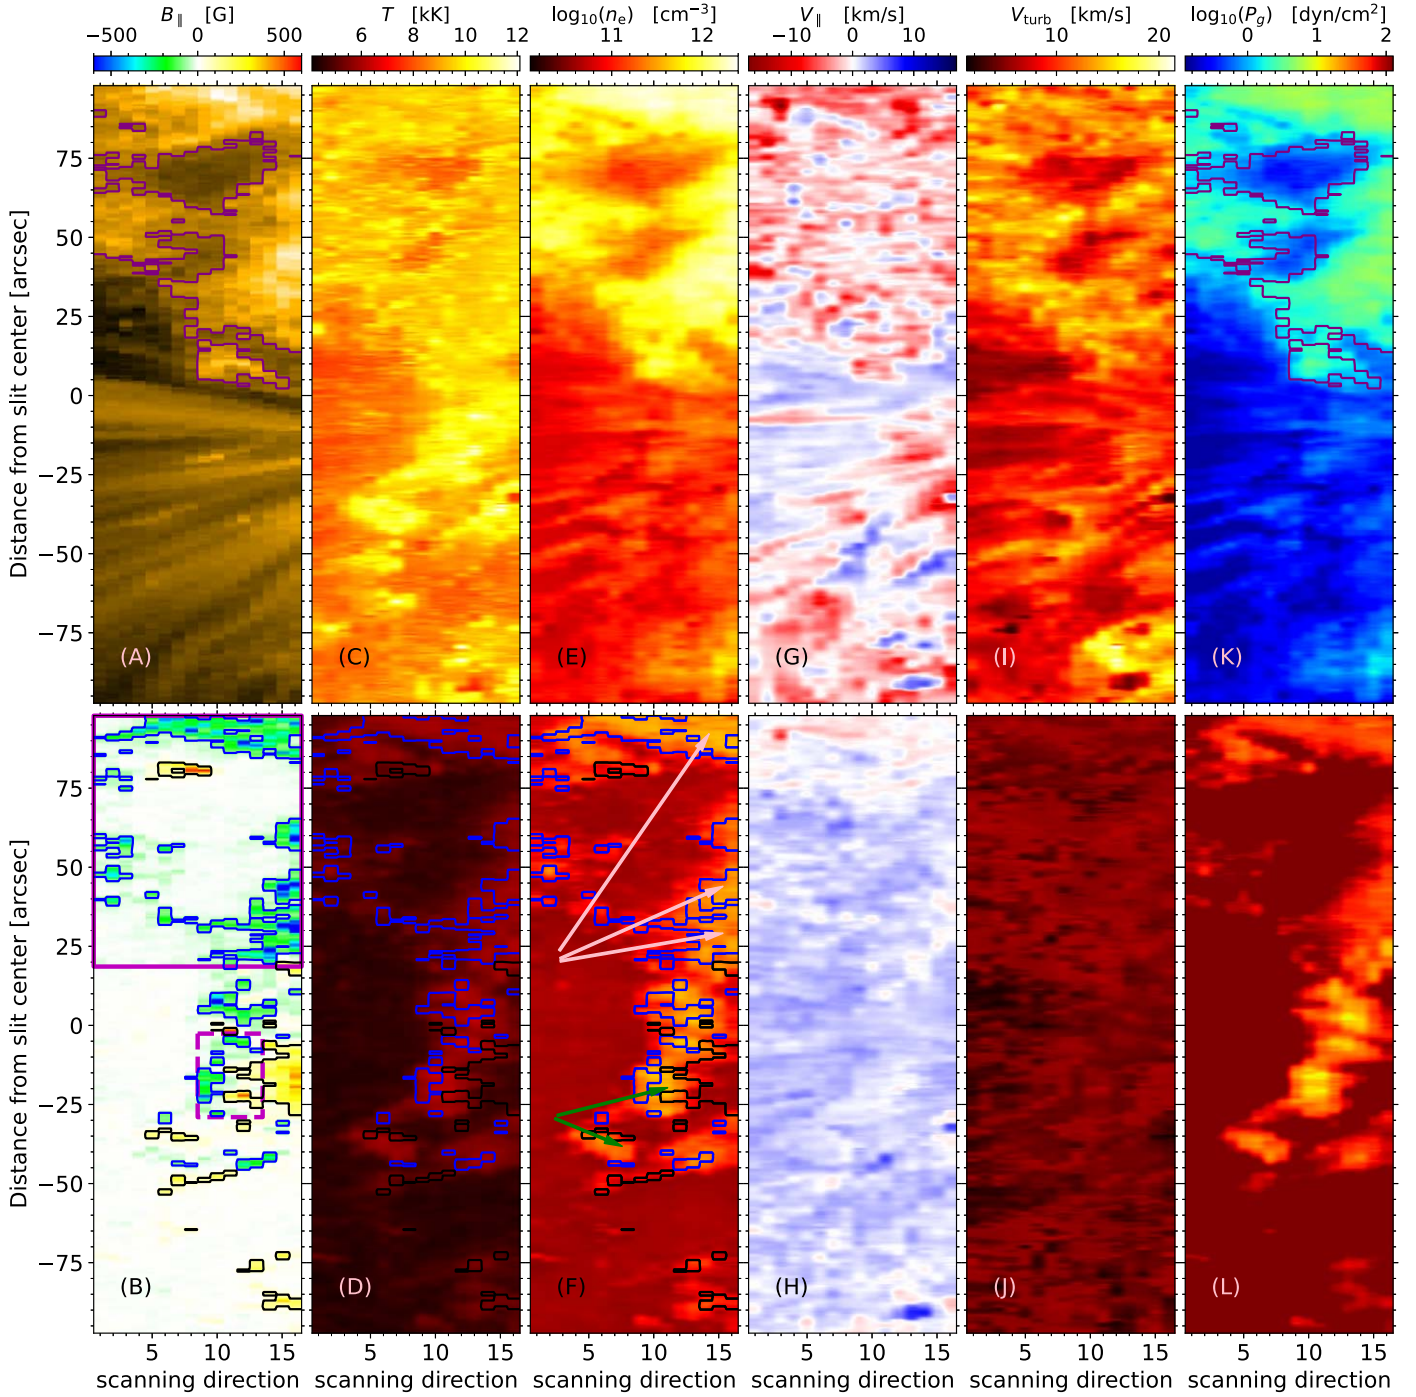 B∥ [G] T [kK] log₁₀(nₑ) [cm⁻³] V∥ [km/s] V_turb [km/s] log₁₀(P_g) [dyn/cm²]
−500 0 500 6 8 10 12 11 12 −10 0 10 10 20 0 1 2
Distance from slit center [arcsec]
75
50
25
0
−25
−50
−75
(A) (C) (E) (G) (I) (K)
Distance from slit center [arcsec]
75
50
25
0
−25
−50
−75
(B) (D) (F) (H) (J) (L)
5 10 15 5 10 15 5 10 15 5 10 15 5 10 15 5 10 15
scanning direction scanning direction scanning direction scanning direction scanning direction scanning direction